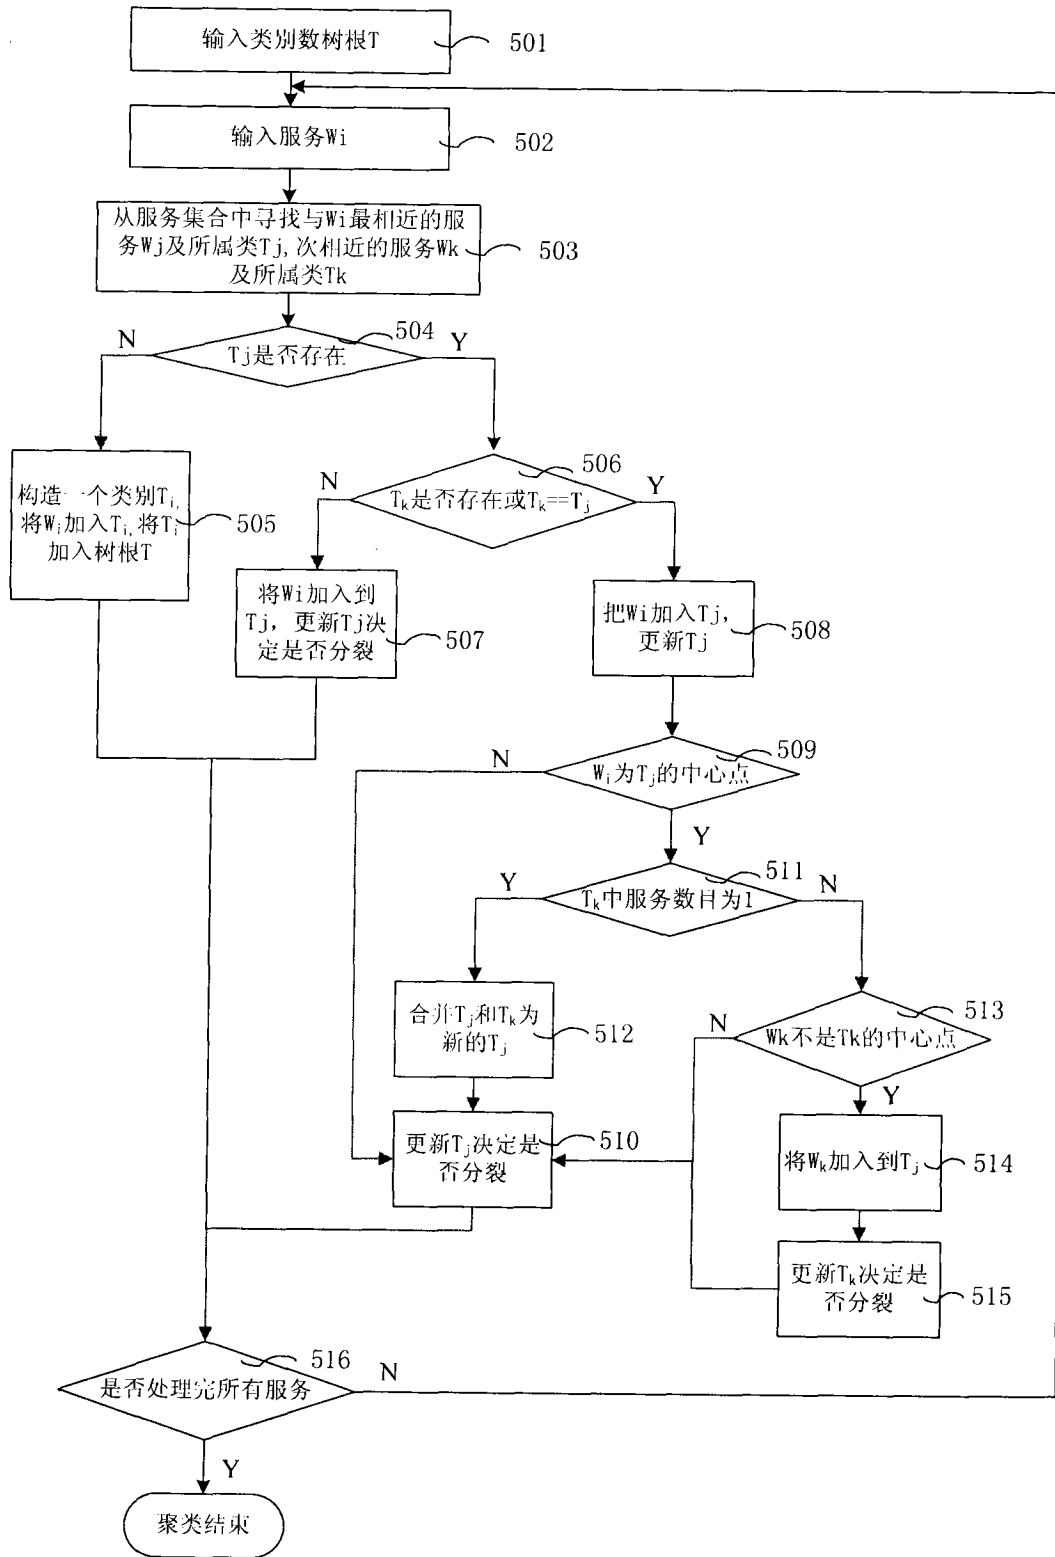 输入类别数树根T
501
输入服务Wi
502
从服务集合中寻找与Wi最相近的服
务Wj及所属类Tj,次相近的服务Wk
及所属类Tk
503
504
N
Y
Tj是否存在
506
N
Y
Tk是否存在或Tk==Tj
构造一个类别Ti,
将Wi加入Ti,将Ti
加入树根T
505
将Wi加入到
Tj，更新Tj决
定是否分裂
507
把Wi加入Tj，
更新Tj
508
509
N
Wi为Tj的中心点
Y
511
Y
N
Tk中服务数目为1
合并Tj和Tk为
新的Tj
512
513
N
Wk不是Tk的中心点
Y
更新Tj决定是
否分裂
510
将Wk加入到Tj
514
更新Tk决定是
否分裂
515
516
N
是否处理完所有服务
Y
聚类结束